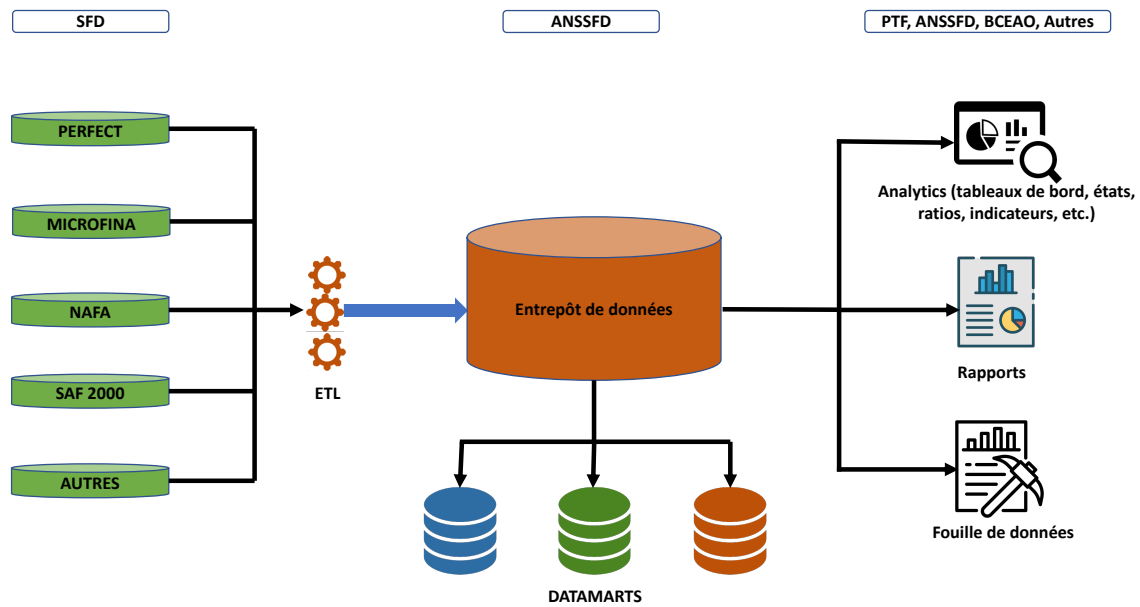 SFD
ANSSFD
PTF, ANSSFD, BCEAO, Autres
PERFECT
MICROFINA
NAFA
SAF 2000
AUTRES
ETL
Entrepôt de données
DATAMARTS
Analytics (tableaux de bord, états,
ratios, indicateurs, etc.)
Rapports
Fouille de données